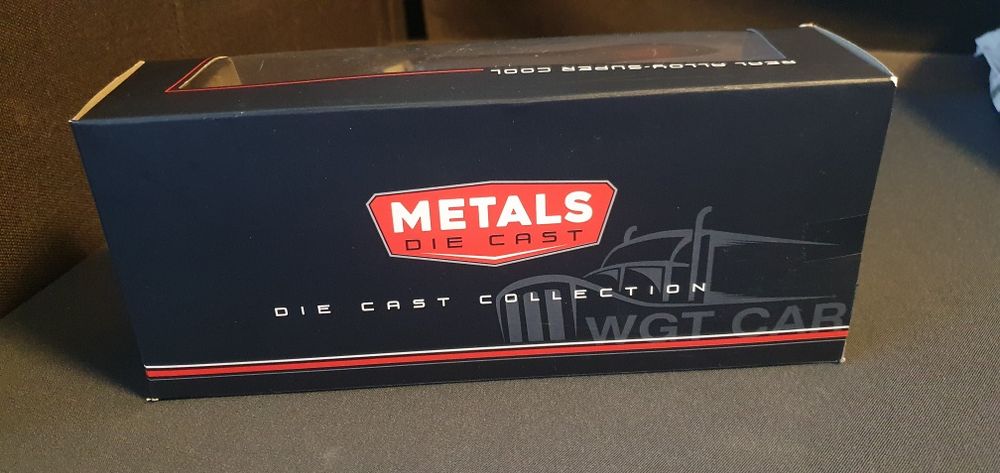 REAL ALLOY·SUPER COOL
METALS
DIE CAST
DIE CAST COLLECTION
WGT CAR